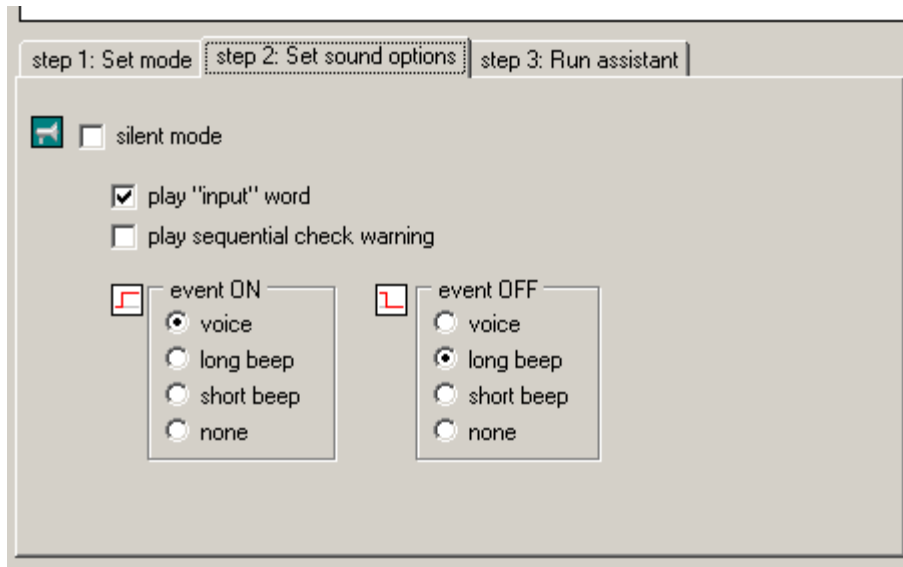 step 1: Set mode step 2: Set sound options step 3: Run assistant
silent mode
play "input" word
play sequential check warning
event ON event OFF
voice voice
long beep long beep
short beep short beep
none none